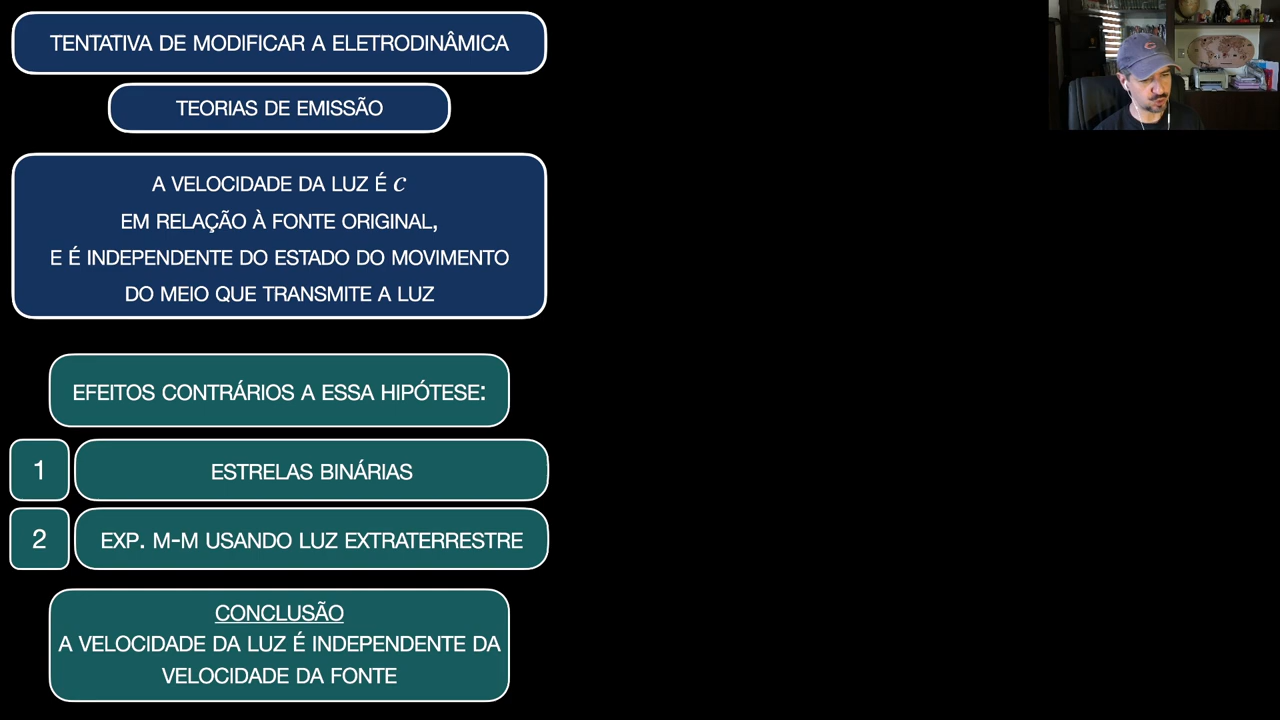 TENTATIVA DE MODIFICAR A ELETRODINÂMICA
TEORIAS DE EMISSÃO
A VELOCIDADE DA LUZ É c
EM RELAÇÃO À FONTE ORIGINAL,
E É INDEPENDENTE DO ESTADO DO MOVIMENTO
DO MEIO QUE TRANSMITE A LUZ
EFEITOS CONTRÁRIOS A ESSA HIPÓTESE:
1 ESTRELAS BINÁRIAS
2 EXP. M-M USANDO LUZ EXTRATERRESTRE
CONCLUSÃO
A VELOCIDADE DA LUZ É INDEPENDENTE DA
VELOCIDADE DA FONTE